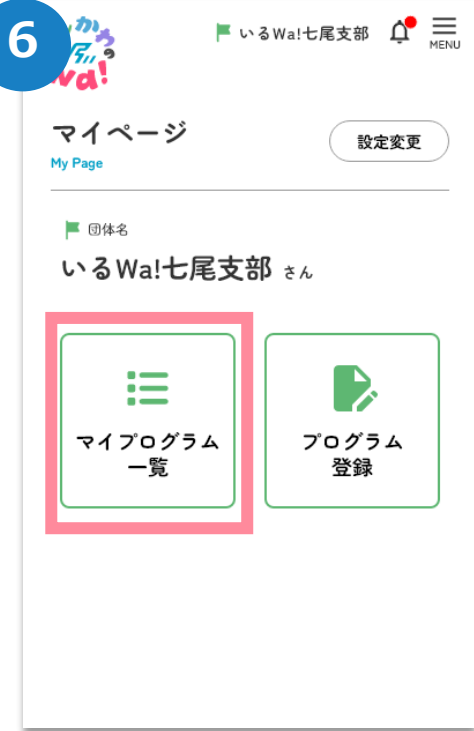 6
wa!
いるWa!七尾支部
MENU
マイページ
設定変更
My Page
団体名
いるWa!七尾支部 さん
マイプログラム
一覧
プログラム
登録